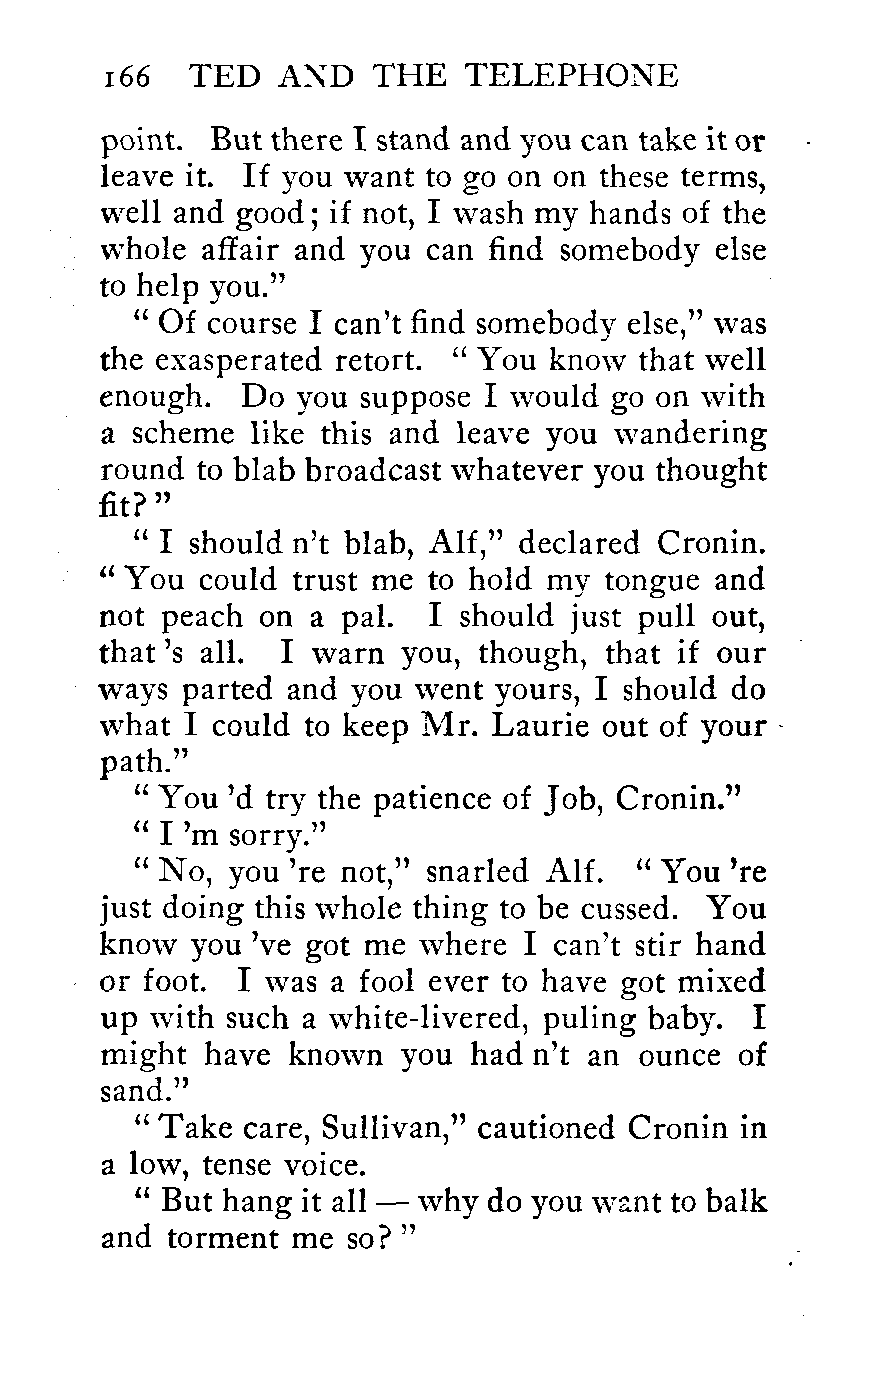 166 TED AND THE TELEPHONE
point. But there I stand and you can take it or
leave it. If you want to go on on these terms,
well and good; if not, I wash my hands of the
whole affair and you can find somebody else
to help you.”
“ Of course I can't find somebody else,” was
the exasperated retort. “ You know that well
enough. Do you suppose I would go on with
a scheme like this and leave you wandering
round to blab broadcast whatever you thought
fit? ”
“ I should n't blab, Alf,” declared Cronin.
“ You could trust me to hold my tongue and
not peach on a pal. I should just pull out,
that 's all. I warn you, though, that if our
ways parted and you went yours, I should do
what I could to keep Mr. Laurie out of your
path.”
“ You 'd try the patience of Job, Cronin.”
“ I 'm sorry.”
“ No, you 're not,” snarled Alf. “ You 're
just doing this whole thing to be cussed. You
know you 've got me where I can't stir hand
or foot. I was a fool ever to have got mixed
up with such a white-livered, puling baby. I
might have known you had n't an ounce of
sand.”
“ Take care, Sullivan,” cautioned Cronin in
a low, tense voice.
“ But hang it all — why do you want to balk
and torment me so? ”